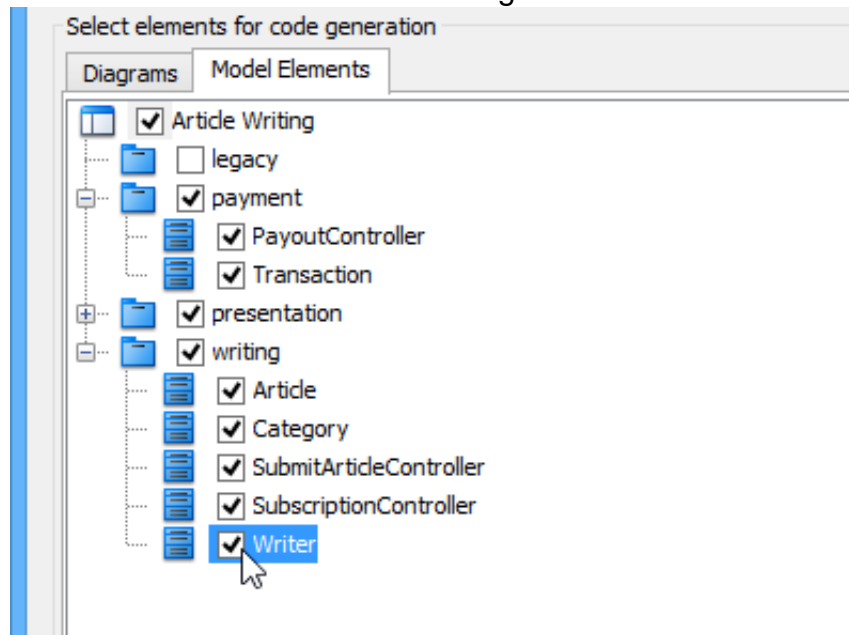 Select elements for code generation
Diagrams Model Elements
Article Writing
legacy
payment
PayoutController
Transaction
presentation
writing
Article
Category
SubmitArticleController
SubscriptionController
Writer